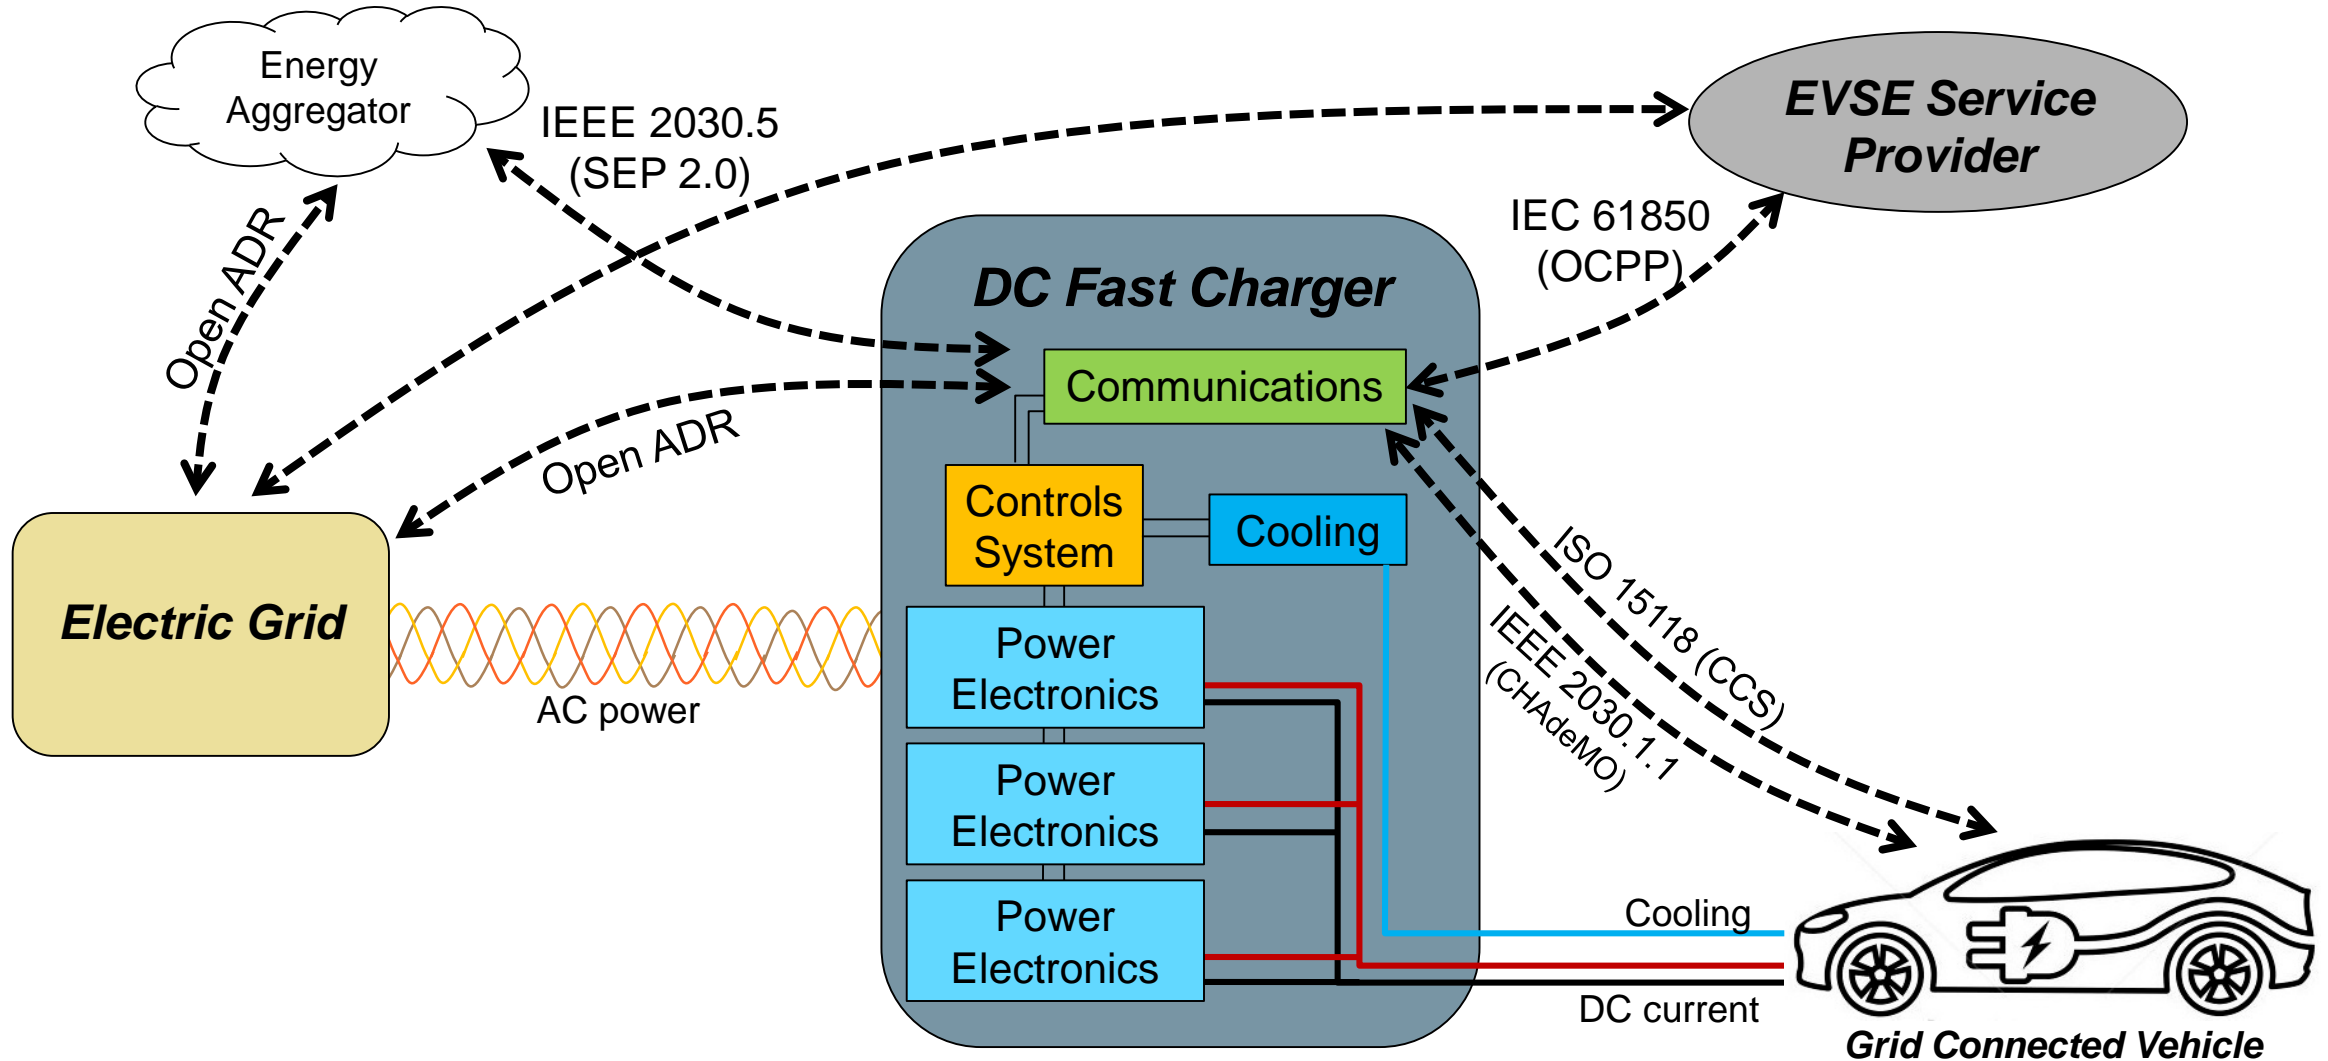 Energy
Aggregator
IEEE 2030.5
(SEP 2.0)
EVSE Service
Provider
IEC 61850
(OCPP)
Open ADR
DC Fast Charger
Communications
Open ADR
Controls
System
Cooling
Electric Grid
AC power
Power
Electronics
Power
Electronics
Power
Electronics
ISO 15118 (CCS)
IEEE 2030.1.1
(CHAdeMO)
Cooling
DC current
Grid Connected Vehicle